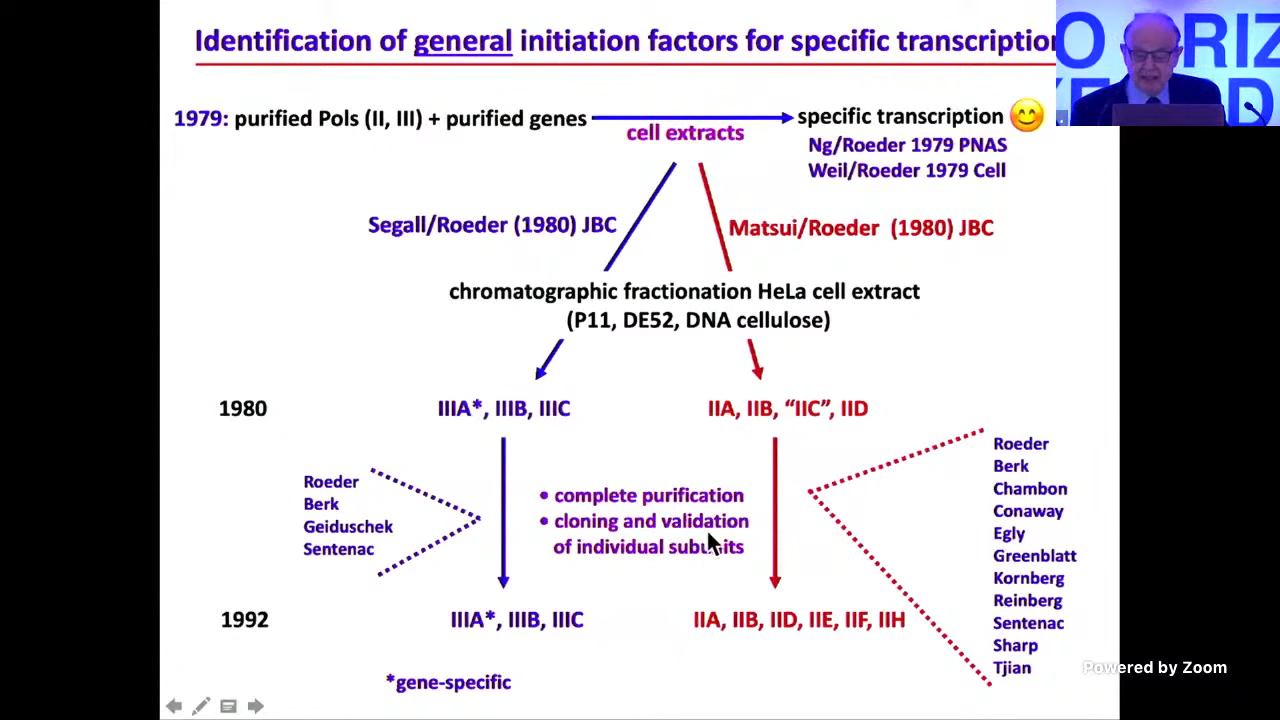 Identification of general initiation factors for specific transcription
O RIZ
1979: purified Pols (II, III) + purified genes
cell extracts
specific transcription 😊
Ng/Roeder 1979 PNAS
Weil/Roeder 1979 Cell
Segall/Roeder (1980) JBC
Matsui/Roeder (1980) JBC
chromatographic fractionation HeLa cell extract
(P11, DE52, DNA cellulose)
1980
IIIA*, IIIB, IIIC
IIA, IIB, “IIC”, IID
Roeder
Berk
Geiduschek
Sentenac
• complete purification
• cloning and validation
of individual subunits
Roeder
Berk
Chambon
Conaway
Egly
Greenblatt
Kornberg
Reinberg
Sentenac
Sharp
Tjian
1992
IIIA*, IIIB, IIIC
IIA, IIB, IID, IIE, IIF, IIH
*gene-specific
Powered by Zoom